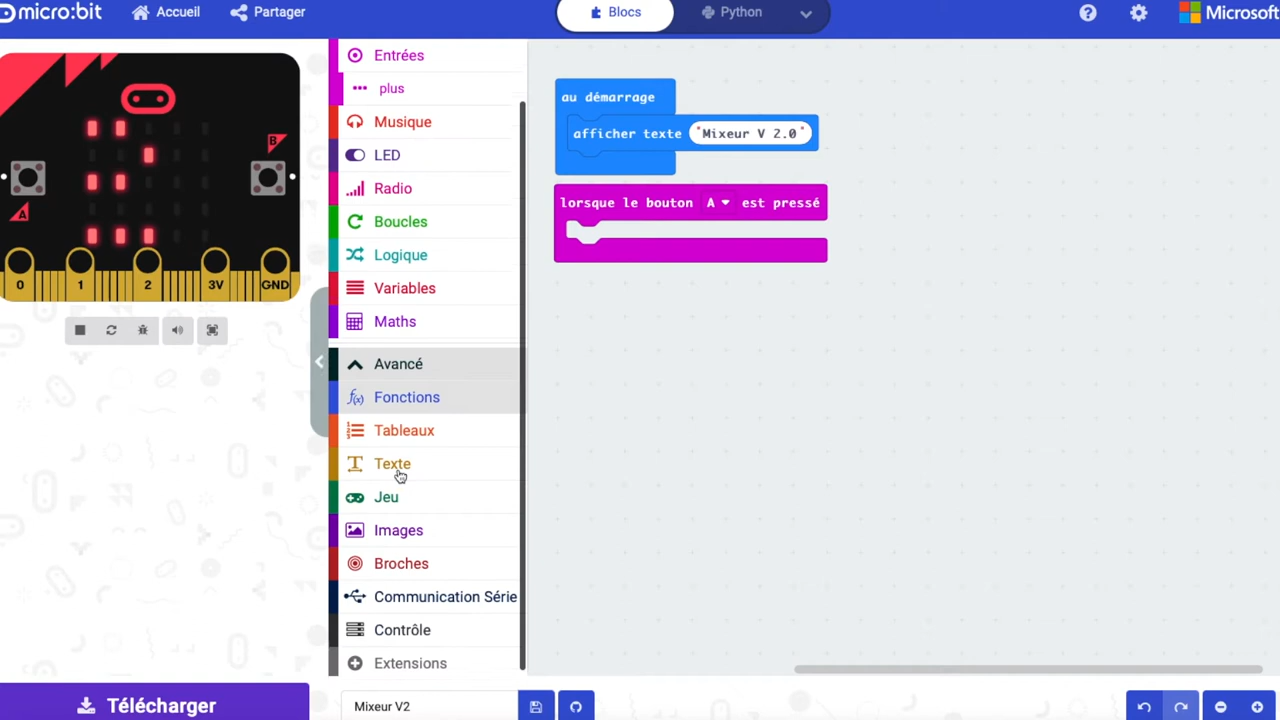 micro:bit
Accueil
Partager
Blocs
Python
Microsoft
B
A
0 1 2 3V GND
Entrées
plus
Musique
LED
Radio
Boucles
Logique
Variables
Maths
Avancé
Fonctions
Tableaux
Texte
Jeu
Images
Broches
Communication Série
Contrôle
Extensions
au démarrage
afficher texte "Mixeur V 2.0"
lorsque le bouton A est pressé
Télécharger
Mixeur V2